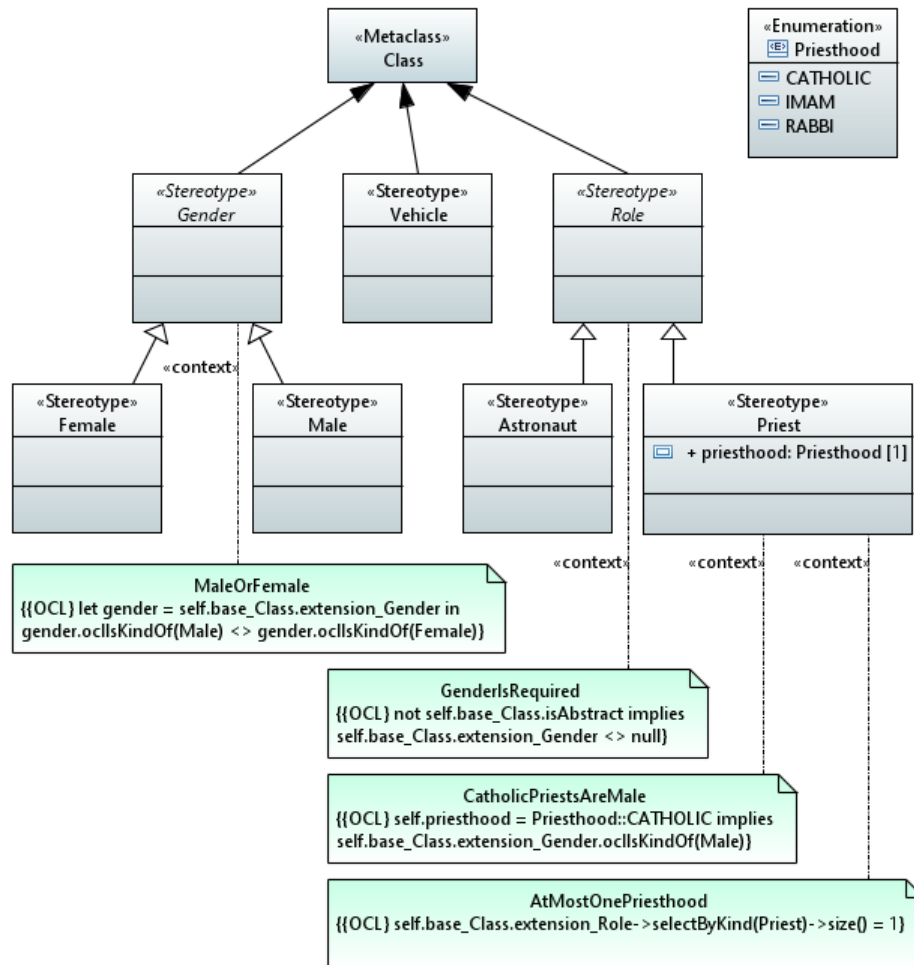 «Metaclass»
Class
«Enumeration»
<E> Priesthood
CATHOLIC
IMAM
RABBI
«Stereotype»
Gender
«Stereotype»
Vehicle
«Stereotype»
Role
«context»
«Stereotype»
Female
«Stereotype»
Male
«Stereotype»
Astronaut
«Stereotype»
Priest
+ priesthood: Priesthood [1]
«context»
«context»
«context»
MaleOrFemale
{{OCL} let gender = self.base_Class.extension_Gender in
gender.oclIsKindOf(Male) <> gender.oclIsKindOf(Female)}
GenderIsRequired
{{OCL} not self.base_Class.isAbstract implies
self.base_Class.extension_Gender <> null}
CatholicPriestsAreMale
{{OCL} self.priesthood = Priesthood::CATHOLIC implies
self.base_Class.extension_Gender.oclIsKindOf(Male)}
AtMostOnePriesthood
{{OCL} self.base_Class.extension_Role->selectByKind(Priest)->size() = 1}